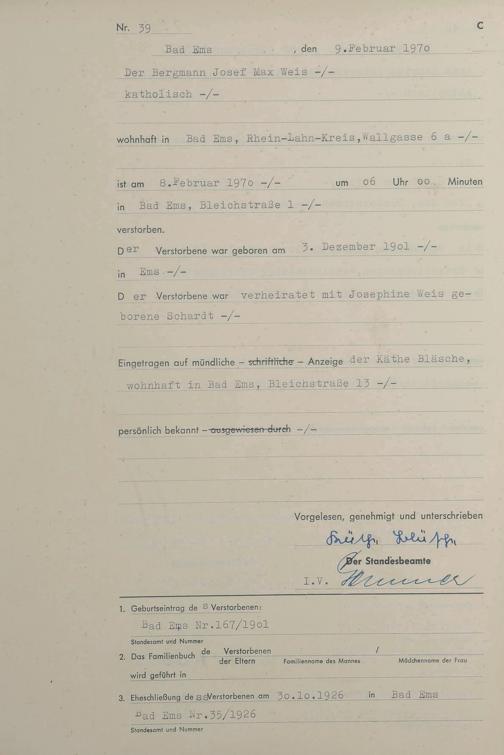 Nr. 39 C
Bad Ems , den 9.Februar 1970
Der Bergmann Josef Max Weis -/-
katholisch -/-
wohnhaft in Bad Ems, Rhein-Lahn-Kreis,Wallgasse 6 a -/-
ist am 8.Februar 1970 -/- um 06 Uhr 00 Minuten
in Bad Ems, Bleichstraße 1 -/-
verstorben.
Der Verstorbene war geboren am 3. Dezember 1901 -/-
in Ems -/-
D er Verstorbene war verheiratet mit Josephine Weis ge-
borene Schardt -/-
Eingetragen auf mündliche – schriftliche – Anzeige der Käthe Bläsche,
wohnhaft in Bad Ems, Bleichstraße 13 -/-
persönlich bekannt – ausgewiesen durch -/-
Vorgelesen, genehmigt und unterschrieben
Der Standesbeamte
I.V.
1. Geburtseintrag de s Verstorbenen:
Bad Ems Nr.167/1901
Standesamt und Nummer
2. Das Familienbuch de Verstorbenen /
der Eltern Familienname des Mannes Mädchenname der Frau
wird geführt in
3. Eheschließung de s Verstorbenen am 30.10.1926 in Bad Ems
Bad Ems Nr.35/1926
Standesamt und Nummer